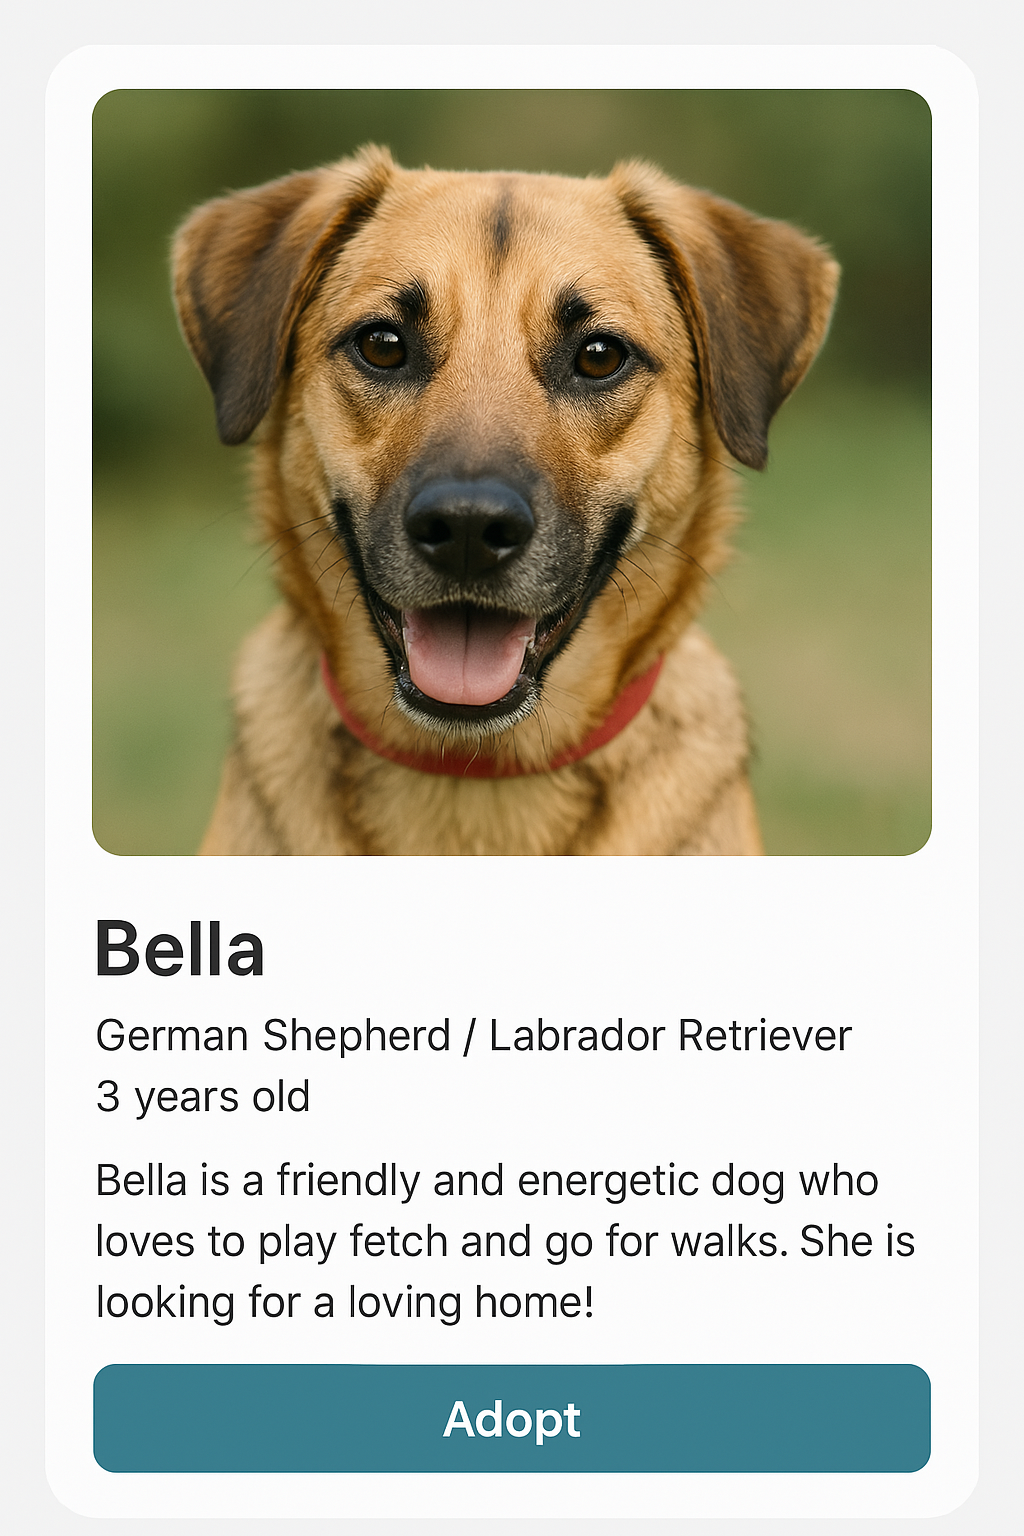 Bella
German Shepherd / Labrador Retriever
3 years old
Bella is a friendly and energetic dog who
loves to play fetch and go for walks. She is
looking for a loving home!
Adopt